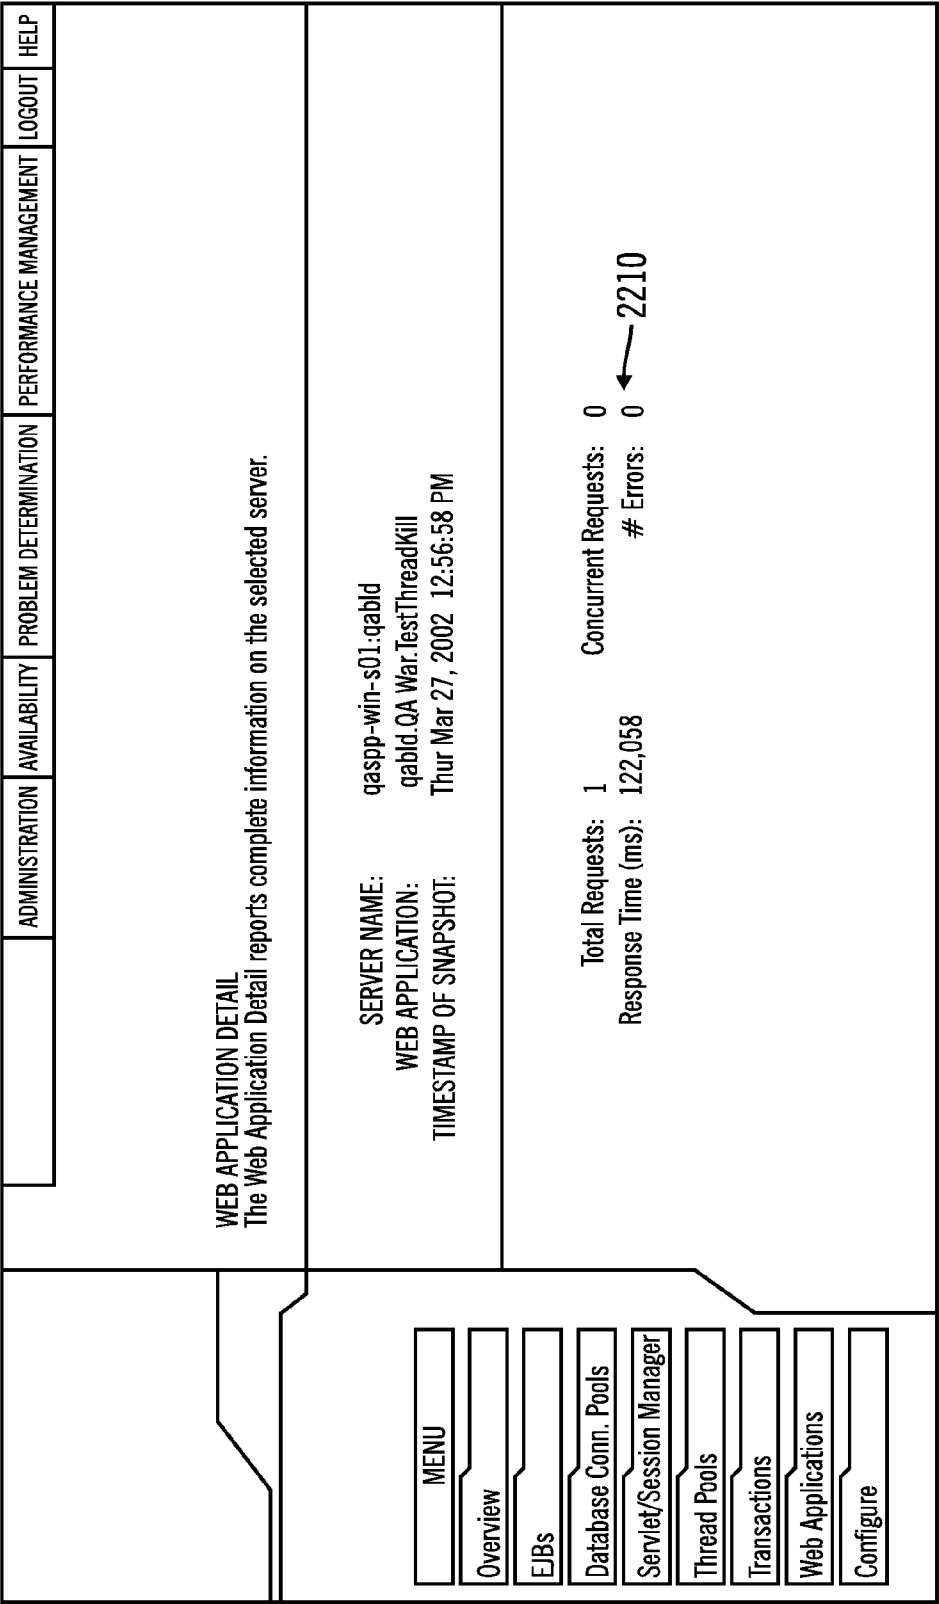 ADMINISTRATION AVAILABILITY PROBLEM DETERMINATION PERFORMANCE MANAGEMENT LOGOUT HELP
WEB APPLICATION DETAIL
The Web Application Detail reports complete information on the selected server.
SERVER NAME: qaspp-win-s01:qabld
WEB APPLICATION: qabld.QA War.TestThreadKill
TIMESTAMP OF SNAPSHOT: Thur Mar 27, 2002 12:56:58 PM
Total Requests: 1 Concurrent Requests: 0
Response Time (ms): 122,058 # Errors: 0 2210
MENU
Overview
EJBs
Database Conn. Pools
Servlet/Session Manager
Thread Pools
Transactions
Web Applications
Configure